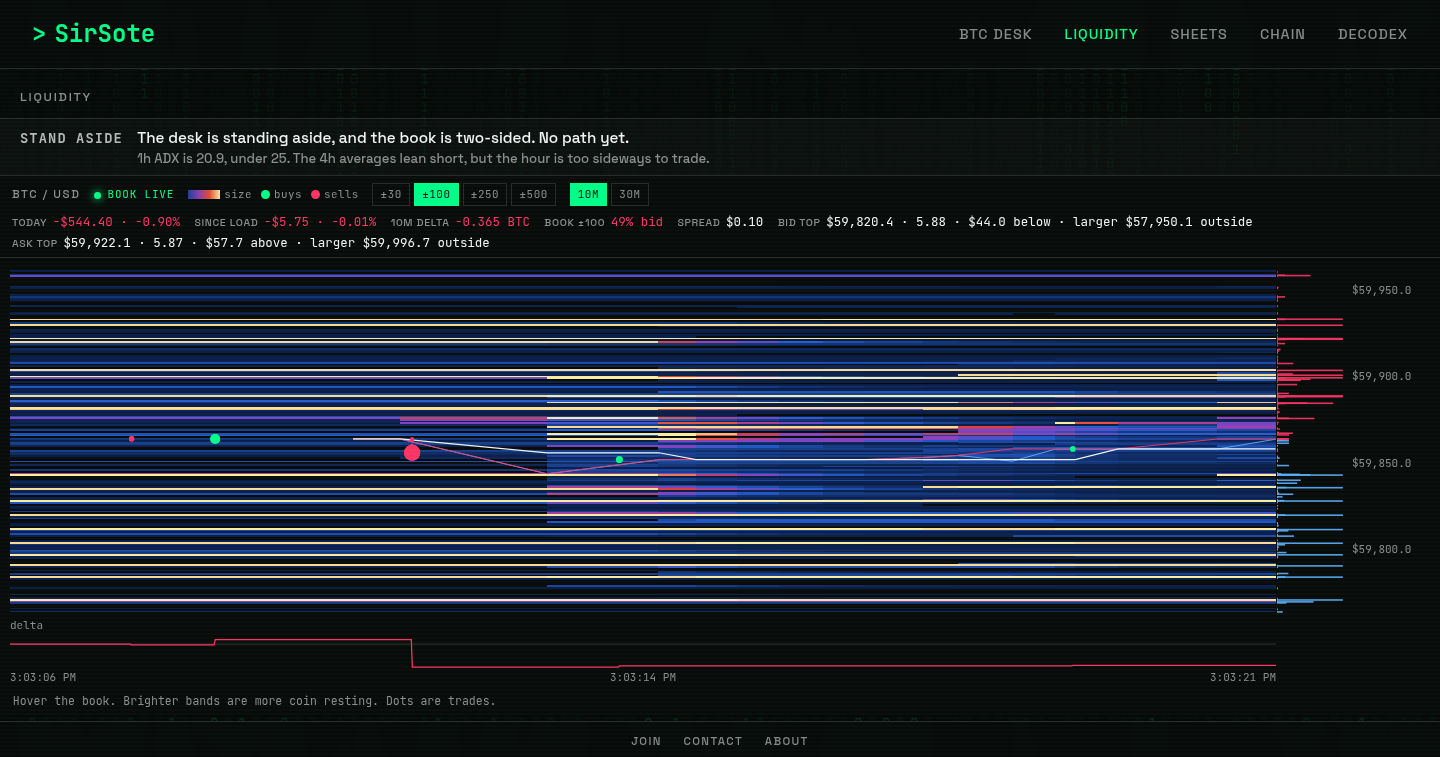 > SirSote
BTC DESK LIQUIDITY SHEETS CHAIN DECODEX
LIQUIDITY
STAND ASIDE The desk is standing aside, and the book is two-sided. No path yet.
1h ADX is 20.9, under 25. The 4h averages lean short, but the hour is too sideways to trade.
BTC / USD BOOK LIVE size buys sells ±30 ±100 ±250 ±500 10M 30M
TODAY -$544.40 · -0.90% SINCE LOAD -$5.75 · -0.01% 10M DELTA -0.365 BTC BOOK ±100 49% bid SPREAD $0.10 BID TOP $59,820.4 · 5.88 · $44.0 below · larger $57,950.1 outside
ASK TOP $59,922.1 · 5.87 · $57.7 above · larger $59,996.7 outside
$59,950.0
$59,900.0
$59,850.0
$59,800.0
delta
3:03:06 PM 3:03:14 PM 3:03:21 PM
Hover the book. Brighter bands are more coin resting. Dots are trades.
JOIN CONTACT ABOUT